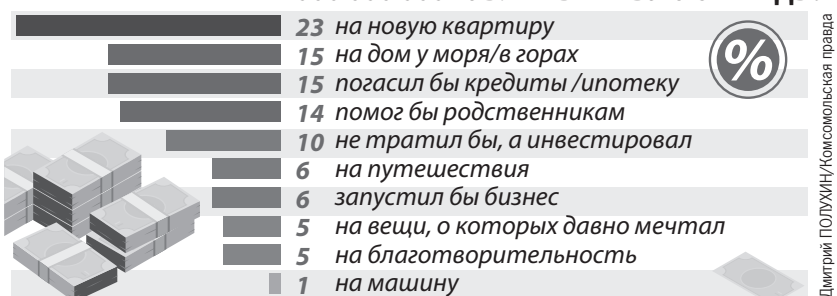 23 на новую квартиру
15 на дом у моря/в горах
15 погасил бы кредиты /ипотеку
14 помог бы родственникам
10 не тратил бы, а инвестировал
6 на путешествия
6 запустил бы бизнес
5 на вещи, о которых давно мечтал
5 на благотворительность
1 на машину
%
Дмитрий ПОЛУХИН/Комсомольская правда